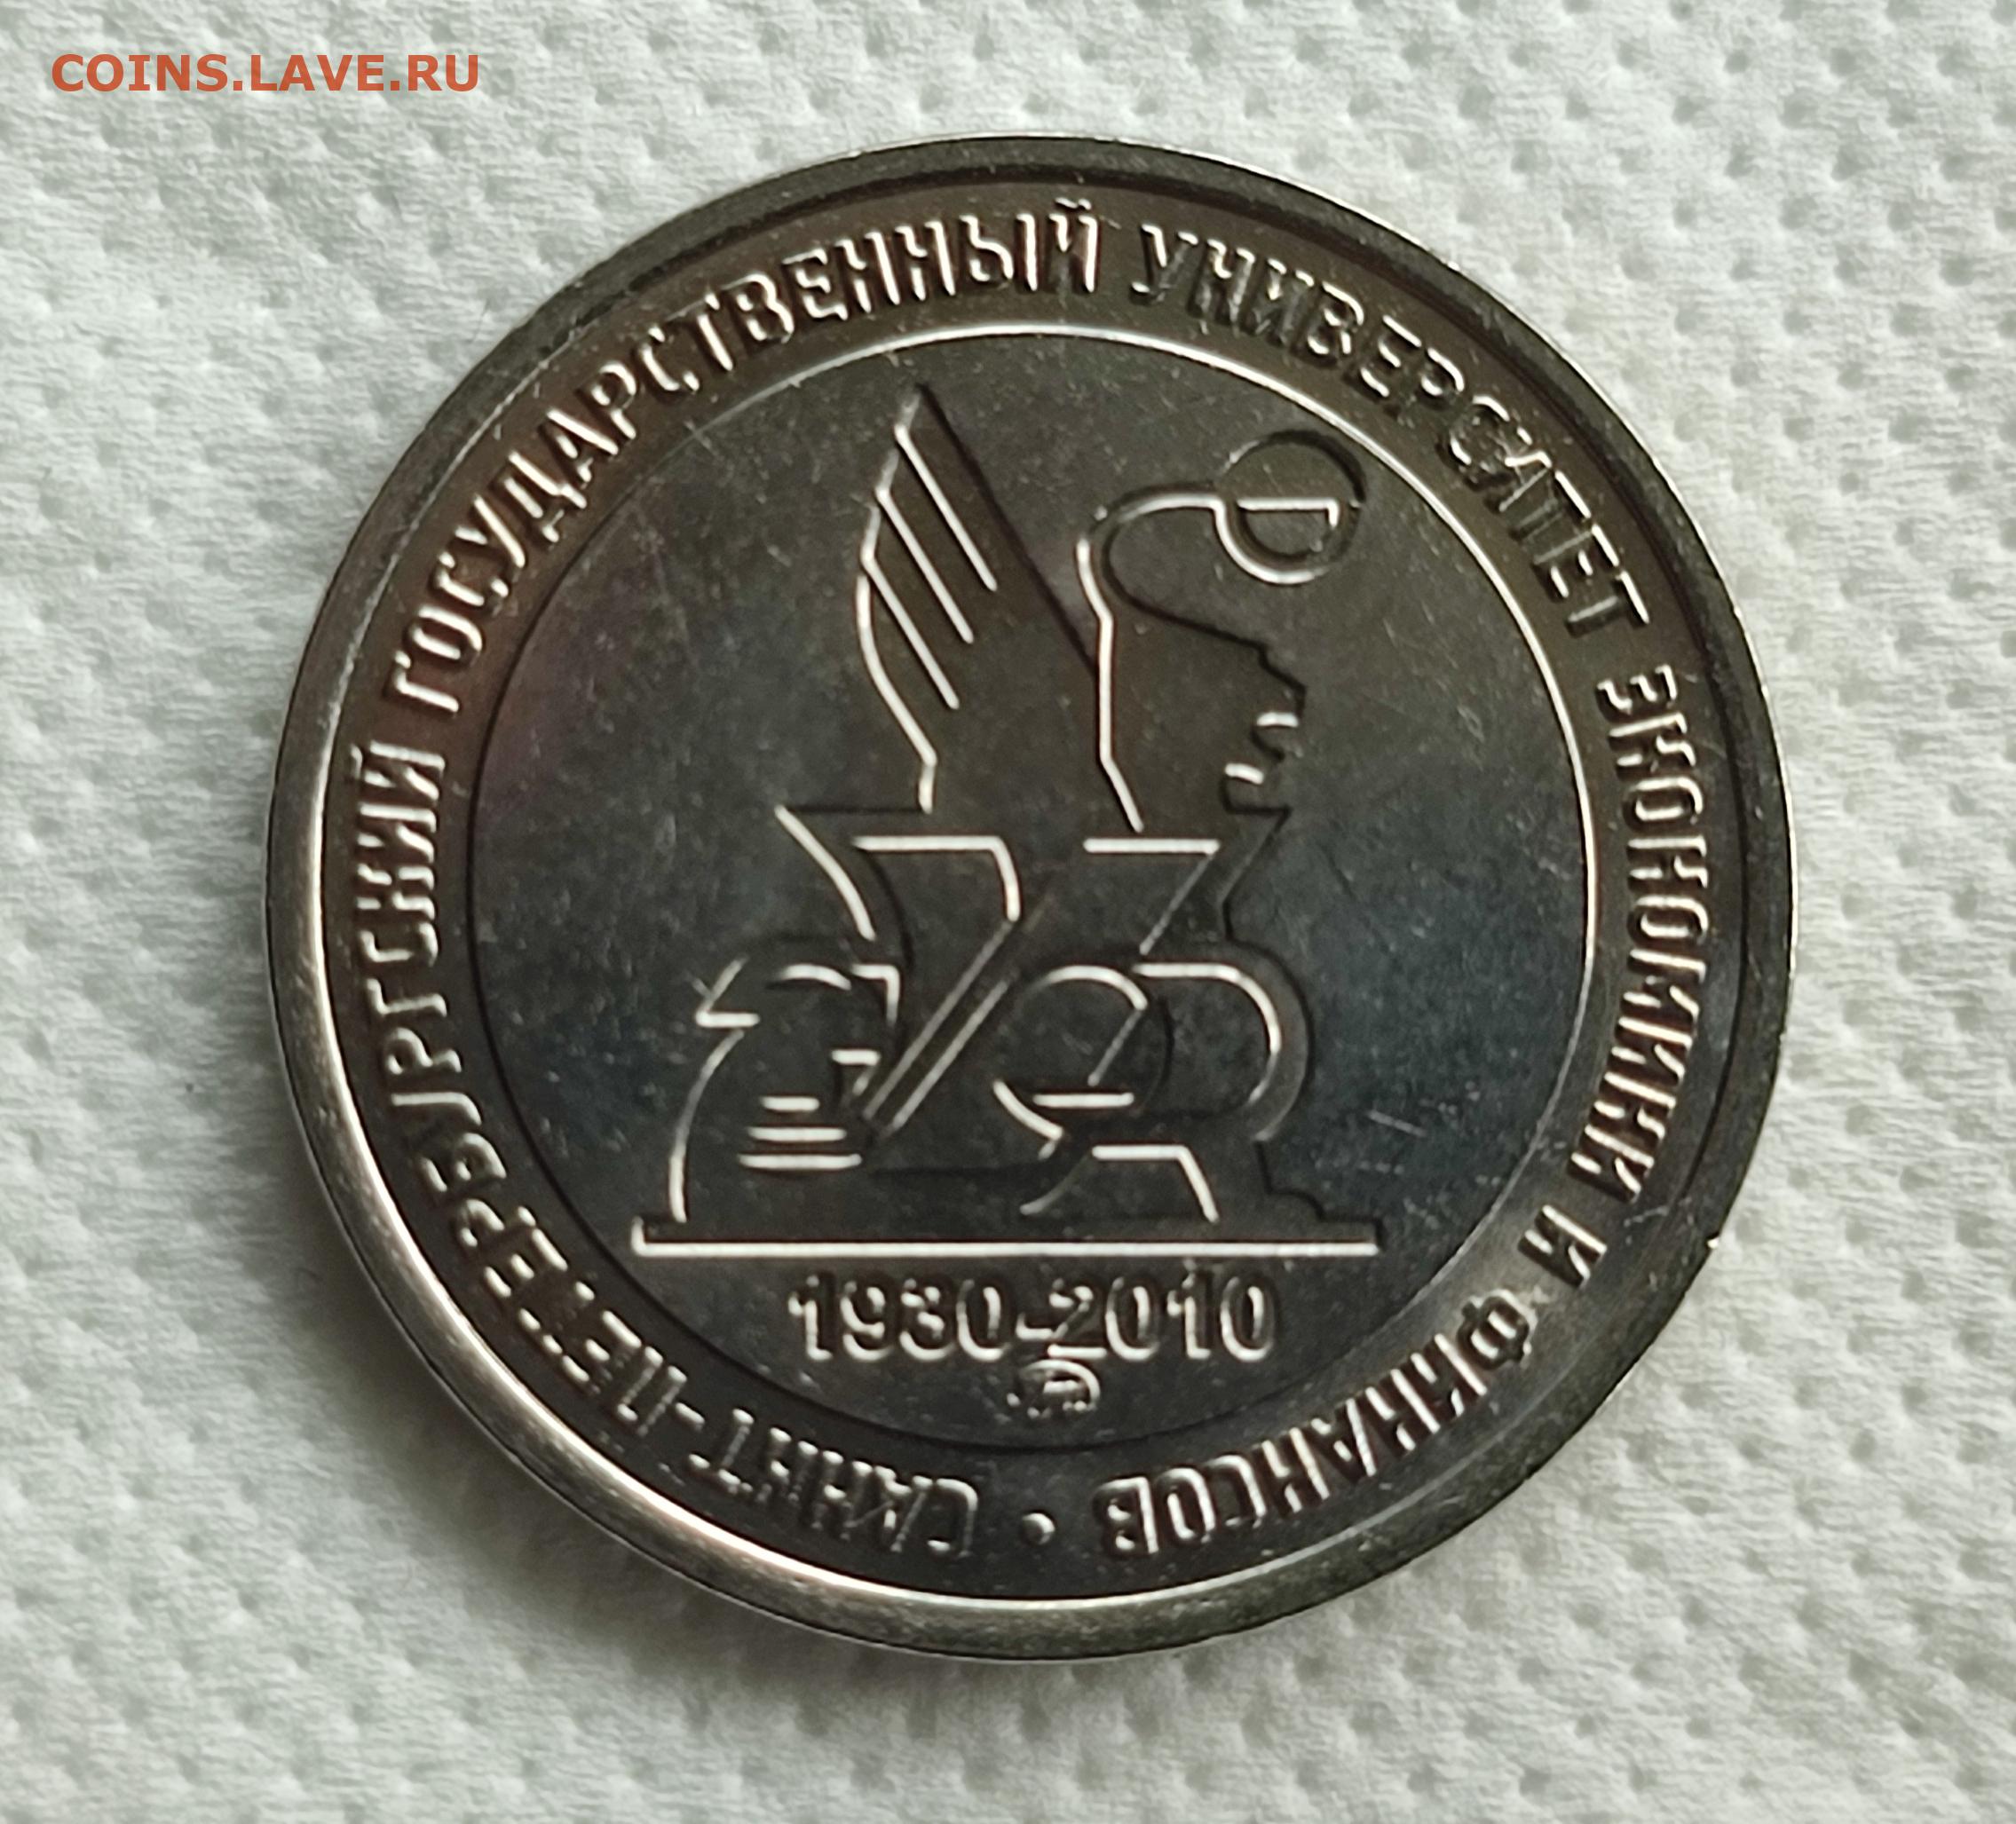 COINS.LAVE.RU
САНКТ-ПЕТЕРБУРГСКИЙ ГОСУДАРСТВЕННЫЙ УНИВЕРСИТЕТ ЭКОНОМИКИ И ФИНАНСОВ •
1930-2010